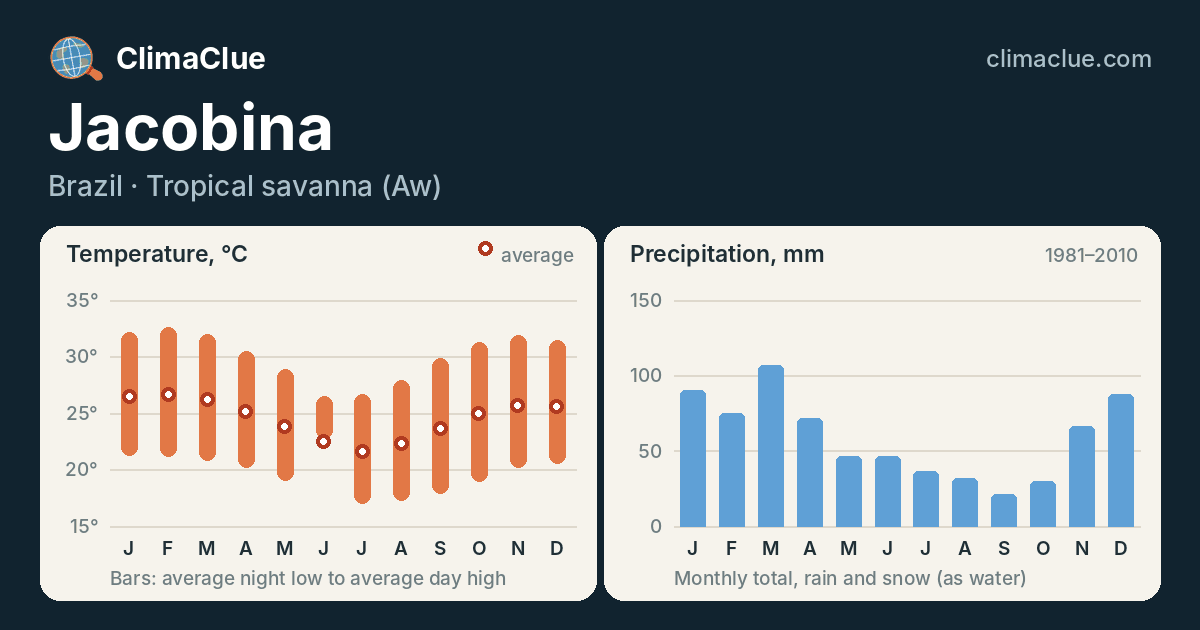 ClimaClue
climaclue.com
Jacobina
Brazil · Tropical savanna (Aw)
Temperature, °C
average
35°
30°
25°
20°
15°
J F M A M J J A S O N D
Bars: average night low to average day high
Precipitation, mm
1981–2010
150
100
50
0
J F M A M J J A S O N D
Monthly total, rain and snow (as water)